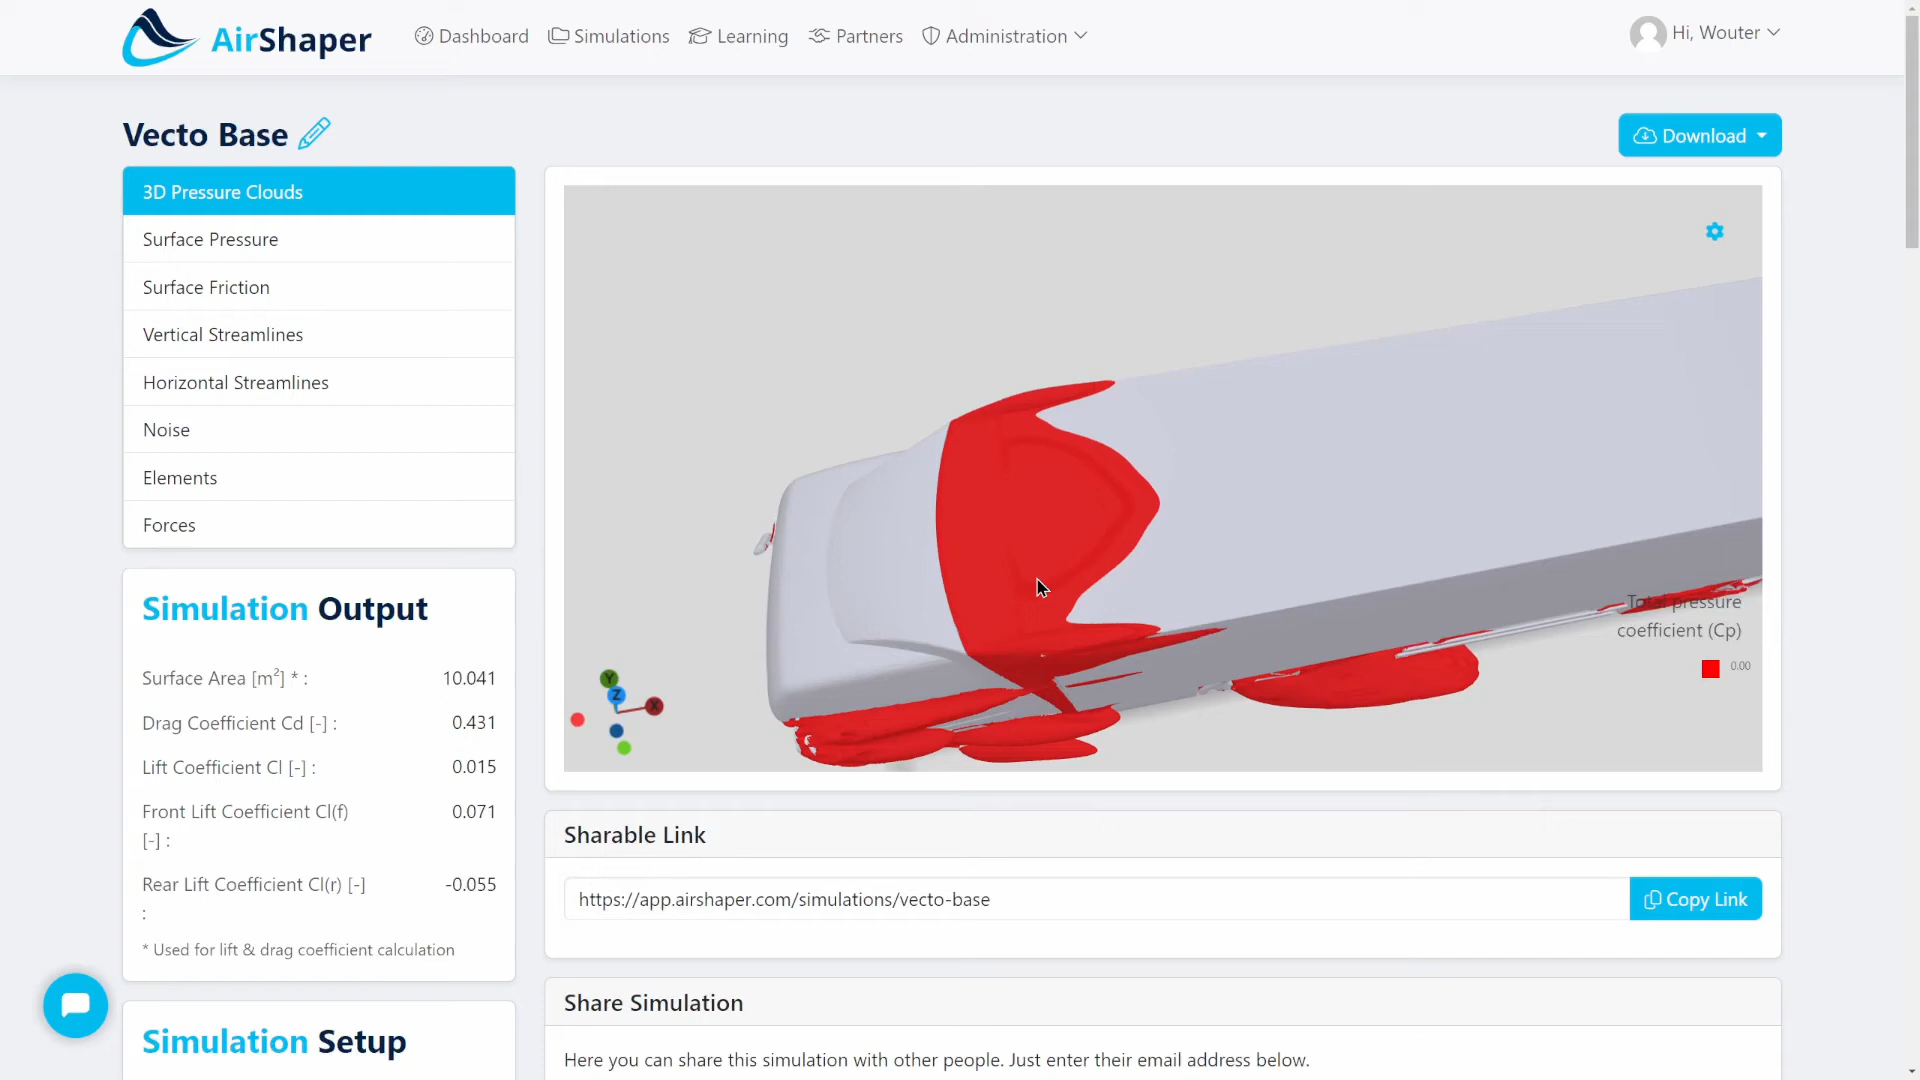 AirShaper
Dashboard
Simulations
Learning
Partners
Administration
Hi, Wouter
Vecto Base
Download
3D Pressure Clouds
Surface Pressure
Surface Friction
Vertical Streamlines
Horizontal Streamlines
Noise
Elements
Forces
Total pressure
coefficient (Cp)
0.00
Y
Z
X
Simulation Output
Surface Area [m²] * : 10.041
Drag Coefficient Cd [-] : 0.431
Lift Coefficient Cl [-] : 0.015
Front Lift Coefficient Cl(f) 0.071
[-] :
Rear Lift Coefficient Cl(r) [-] -0.055
:
* Used for lift & drag coefficient calculation
Simulation Setup
Sharable Link
https://app.airshaper.com/simulations/vecto-base
Copy Link
Share Simulation
Here you can share this simulation with other people. Just enter their email address below.